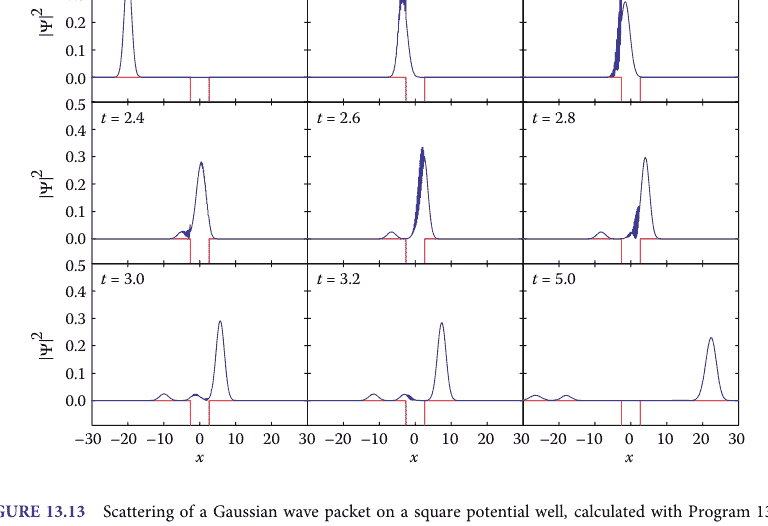 |Ψ|²
0.2
0.1
0.0
t = 2.4
t = 2.6
t = 2.8
|Ψ|²
0.5
0.4
0.3
0.2
0.1
0.0
t = 3.0
t = 3.2
t = 5.0
|Ψ|²
0.5
0.4
0.3
0.2
0.1
0.0
−30 −20 −10 0 10 20 30 −20 −10 0 10 20 30 −20 −10 0 10 20 30
x x x
GURE 13.13 Scattering of a Gaussian wave packet on a square potential well, calculated with Program 13